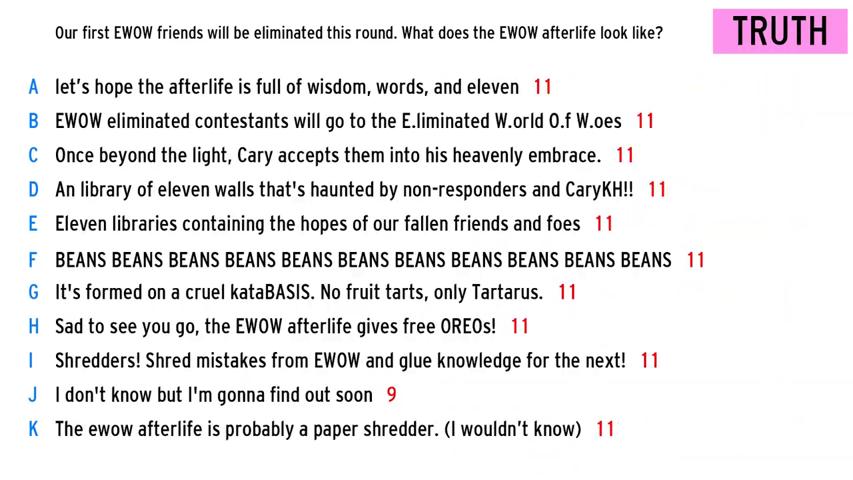 Our first EWOW friends will be eliminated this round. What does the EWOW afterlife look like?
TRUTH
A let's hope the afterlife is full of wisdom, words, and eleven 11
B EWOW eliminated contestants will go to the E.liminated W.orld O.f W.oes 11
C Once beyond the light, Cary accepts them into his heavenly embrace. 11
D An library of eleven walls that's haunted by non-responders and CaryKH!! 11
E Eleven libraries containing the hopes of our fallen friends and foes 11
F BEANS BEANS BEANS BEANS BEANS BEANS BEANS BEANS BEANS BEANS BEANS 11
G It's formed on a cruel kataBASIS. No fruit tarts, only Tartarus. 11
H Sad to see you go, the EWOW afterlife gives free OREOs! 11
I Shredders! Shred mistakes from EWOW and glue knowledge for the next! 11
J I don't know but I'm gonna find out soon 9
K The ewow afterlife is probably a paper shredder. (I wouldn't know) 11